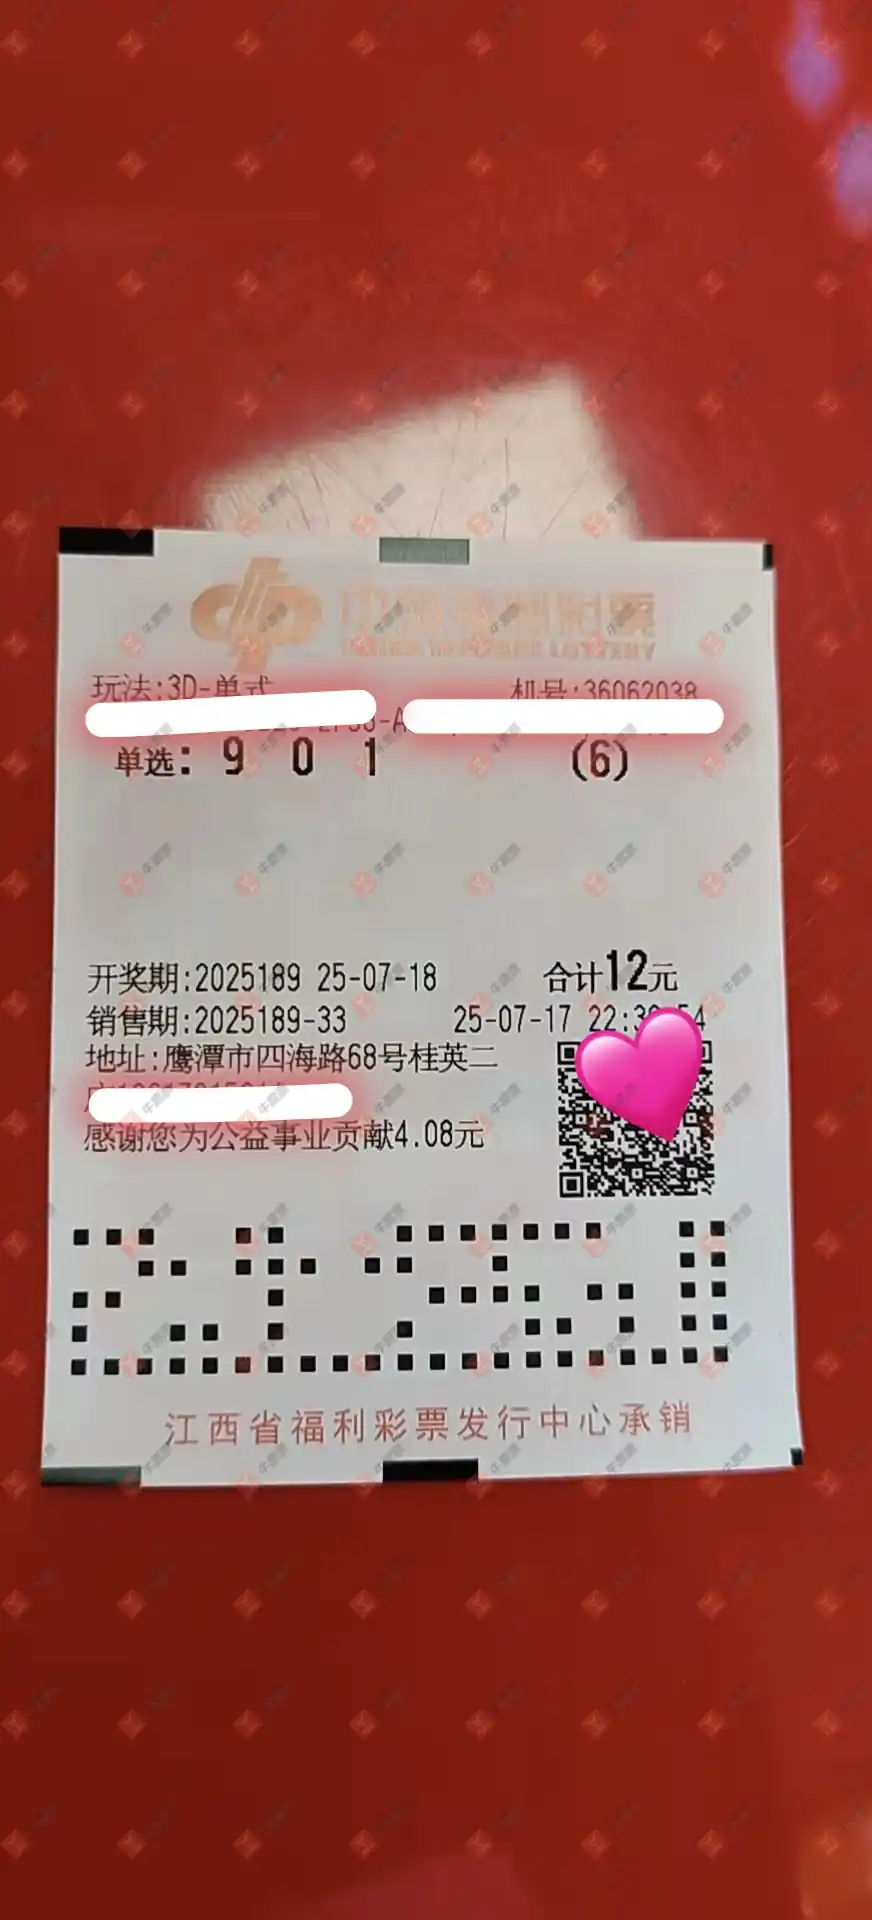 中国福利彩票
CHINA WELFARE LOTTERY
玩法:3D-单式 机号:36062038
单选: 9 0 1 (6)
开奖期:2025189 25-07-18 合计12元
销售期:2025189-33 25-07-17 22:3 54
地址:鹰潭市四海路68号桂英二
感谢您为公益事业贡献4.08元
江西省福利彩票发行中心承销